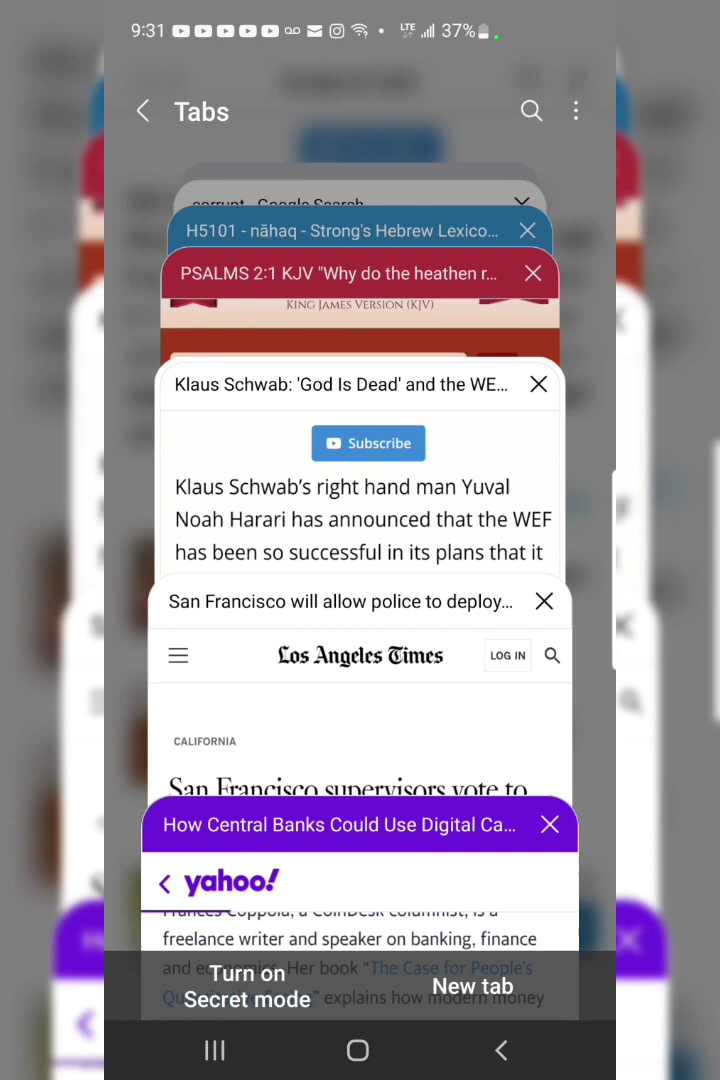 9:31 LTE 37%
Tabs
corrupt - Google Search
H5101 - nāhaq - Strong's Hebrew Lexico...
PSALMS 2:1 KJV "Why do the heathen r...
KING JAMES VERSION (KJV)
Klaus Schwab: 'God Is Dead' and the WE...
Subscribe
Klaus Schwab's right hand man Yuval
Noah Harari has announced that the WEF
has been so successful in its plans that it
San Francisco will allow police to deploy...
Los Angeles Times
LOG IN
CALIFORNIA
San Francisco supervisors vote to
How Central Banks Could Use Digital Ca...
yahoo!
Frances Coppola, a CoinDesk columnist, is a
freelance writer and speaker on banking, finance
and economics. Her book “The Case for People's
” explains how modern money
Turn on
Secret mode
New tab